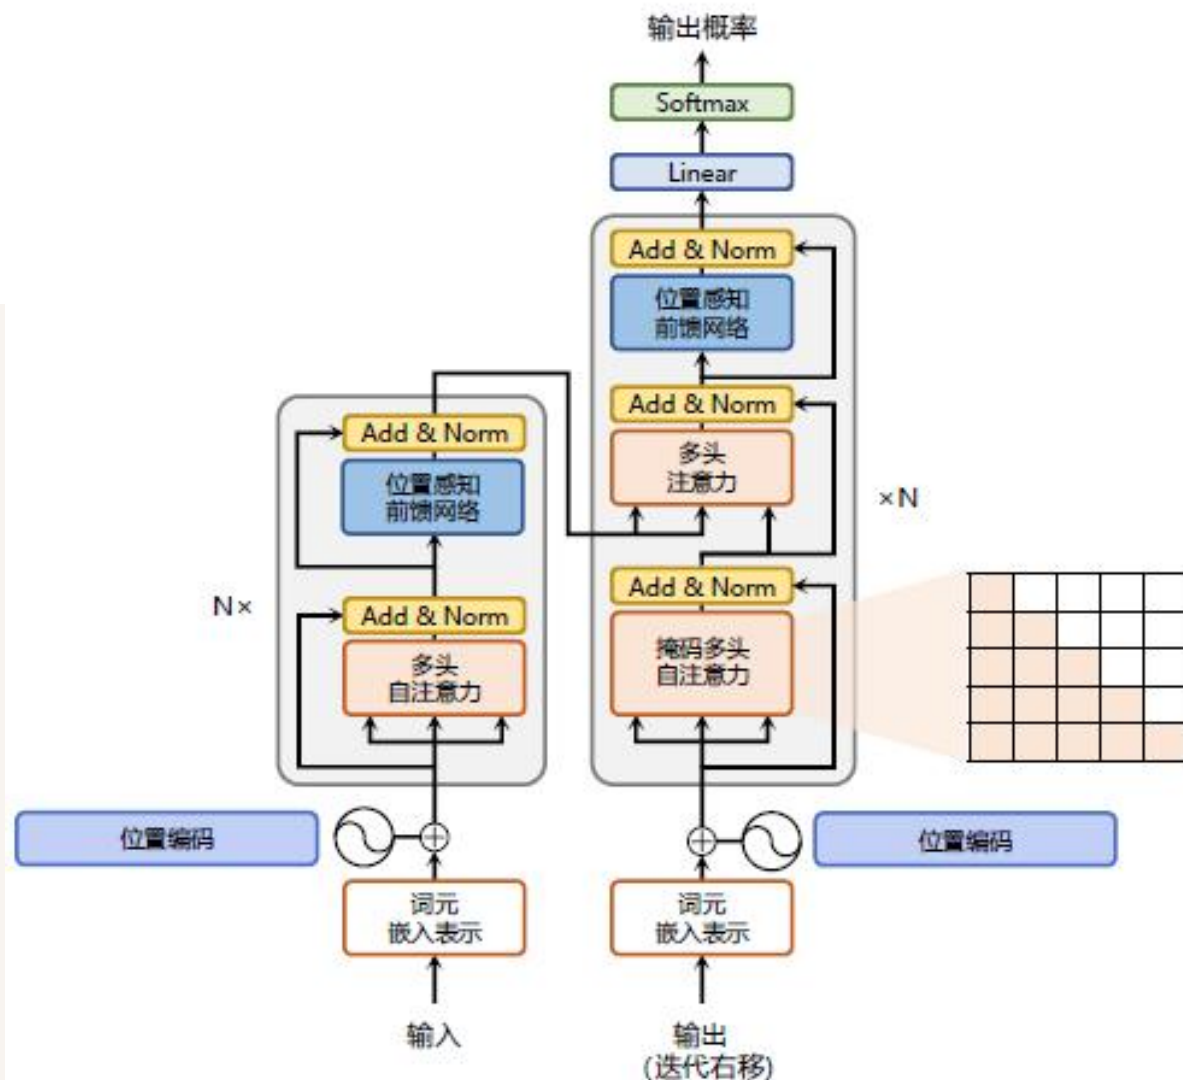 输出概率
Softmax
Linear
Add & Norm
位置感知
前馈网络
Add & Norm
多头
注意力
×N
Add & Norm
掩码多头
自注意力
Add & Norm
位置感知
前馈网络
N×
Add & Norm
多头
自注意力
位置编码
位置编码
词元
嵌入表示
词元
嵌入表示
输入
输出
(迭代右移)